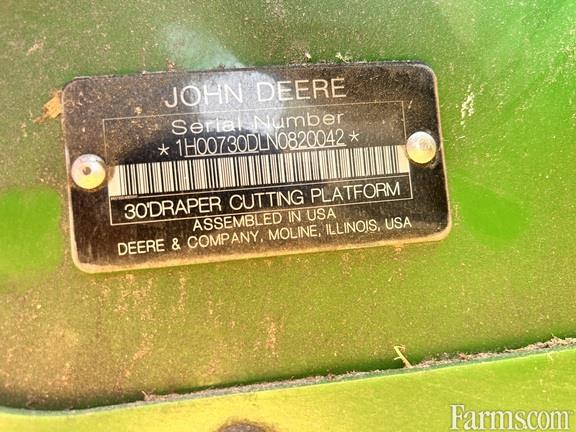 JOHN DEERE
Serial Number
*1H00730DLN0820042*
30'DRAPER CUTTING PLATFORM
ASSEMBLED IN USA
DEERE & COMPANY, MOLINE, ILLINOIS, USA
Farms.com